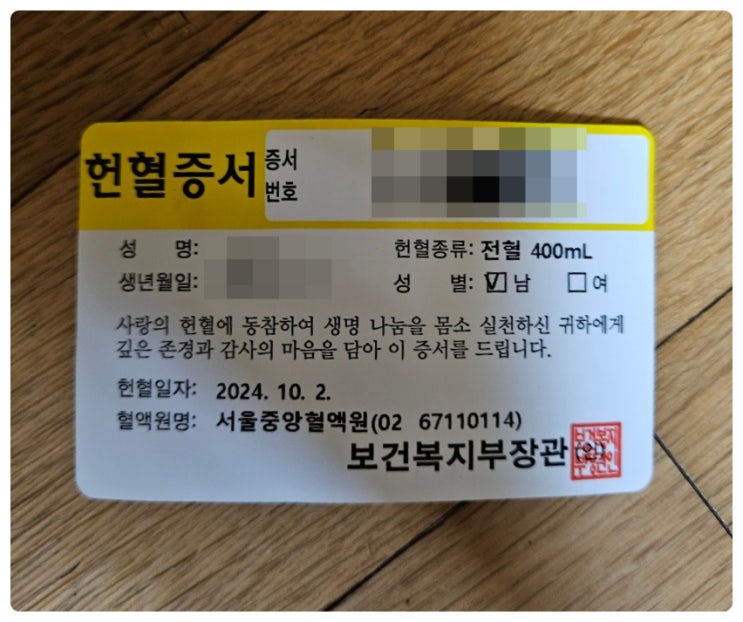 헌혈증서 증서
번호
성 명: 헌혈종류: 전혈 400mL
생년월일: 성 별: ☑남 ☐여
사랑의 헌혈에 동참하여 생명 나눔을 몸소 실천하신 귀하에게
깊은 존경과 감사의 마음을 담아 이 증서를 드립니다.
헌혈일자: 2024. 10. 2.
혈액원명: 서울중앙혈액원(02 67110114)
보건복지부장관 (인)